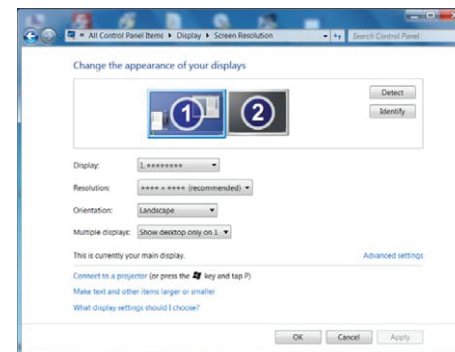 All Control Panel Items ▸ Display ▸ Screen Resolution
Search Control Panel
Change the appearance of your displays
1
2
Detect
Identify
Display: 1.********
Resolution: **** × **** (recommended)
Orientation: Landscape
Multiple displays: Show desktop only on 1
This is currently your main display.
Advanced settings
Connect to a projector (or press the key and tap P)
Make text and other items larger or smaller
What display settings should I choose?
OK Cancel Apply